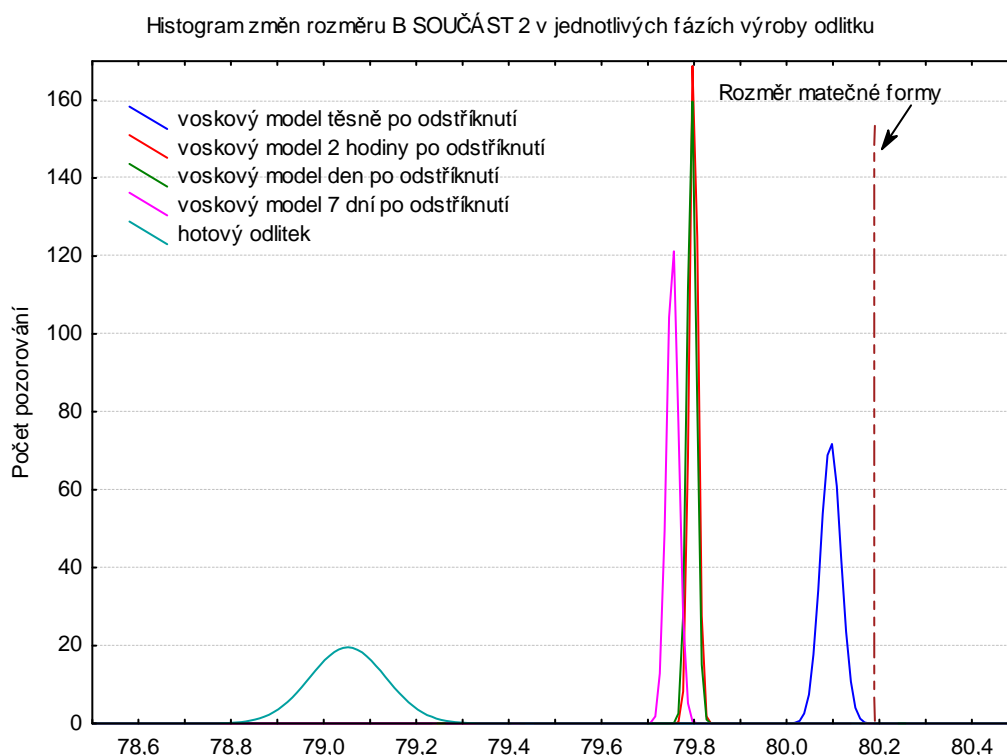 Histogram změn rozměru B SOUČÁST 2 v jednotlivých fázích výroby odlitku
Rozměr matečné formy
voskový model těsně po odstříknutí
voskový model 2 hodiny po odstříknutí
voskový model den po odstříknutí
voskový model 7 dní po odstříknutí
hotový odlitek
Počet pozorování
160
140
120
100
80
60
40
20
0
78.6 78.8 79.0 79.2 79.4 79.6 79.8 80.0 80.2 80.4